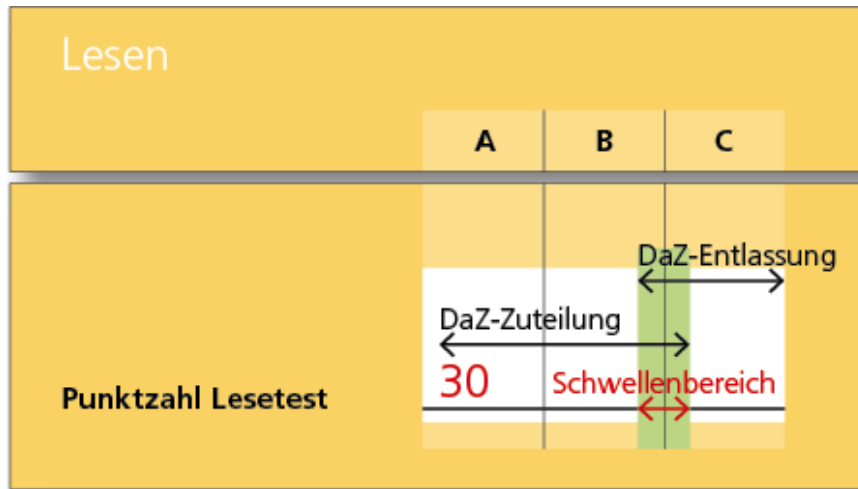 Lesen
A B C
DaZ-Entlassung
DaZ-Zuteilung
30 Schwellenbereich
Punktzahl Lesetest